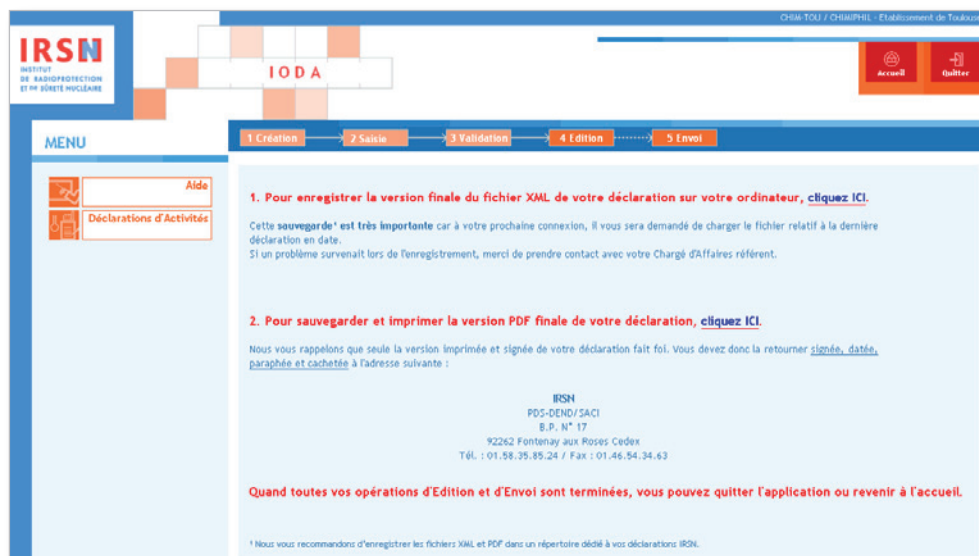 CHIM-TOU / CHIMIPHIL - Etablissement de Toulouse
IRSN
INSTITUT
DE RADIOPROTECTION
ET DE SÛRETÉ NUCLÉAIRE
IODA
Accueil
Quitter
MENU
1 Création
2 Saisie
3 Validation
4 Edition
5 Envoi
Aide
Déclarations d'Activités
1. Pour enregistrer la version finale du fichier XML de votre déclaration sur votre ordinateur, cliquez ICI.
Cette sauvegarde¹ est très importante car à votre prochaine connexion, il vous sera demandé de charger le fichier relatif à la dernière
déclaration en date.
Si un problème survenait lors de l'enregistrement, merci de prendre contact avec votre Chargé d'Affaires référent.
2. Pour sauvegarder et imprimer la version PDF finale de votre déclaration, cliquez ICI.
Nous vous rappelons que seule la version imprimée et signée de votre déclaration fait foi. Vous devez donc la retourner signée, datée,
paraphée et cachetée à l'adresse suivante :
IRSN
PDS-DEND/SACI
B.P. N° 17
92262 Fontenay aux Roses Cedex
Tél. : 01.58.35.85.24 / Fax : 01.46.54.34.63
Quand toutes vos opérations d'Edition et d'Envoi sont terminées, vous pouvez quitter l'application ou revenir à l'accueil.
¹ Nous vous recommandons d'enregistrer les fichiers XML et PDF dans un répertoire dédié à vos déclarations IRSN.